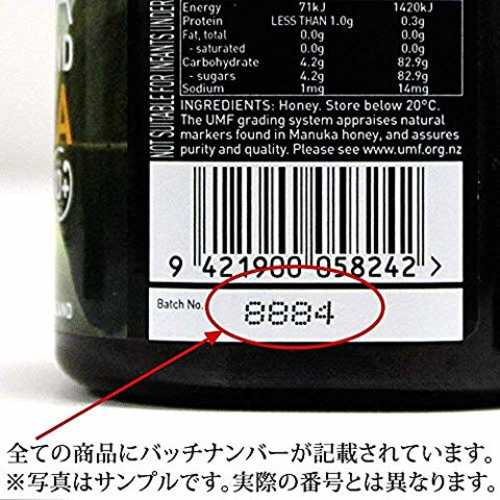 Energy 71kJ 1420kJ
Protein LESS THAN 1.0g 0.3g
Fat, total 0.0g 0.0g
- saturated 0.0g 0.0g
Carbohydrate 4.2g 82.9g
- sugars 4.2g 82.9g
Sodium 1mg 14mg
NOT SUITABLE FOR INFANTS UNDER
INGREDIENTS: Honey. Store below 20°C.
The UMF grading system appraises natural
markers found in Manuka honey, and assures
purity and quality. Please see www.umf.org.nz
9 421900 058242 >
Batch No. 8884
全ての商品にバッチナンバーが記載されています。
※写真はサンプルです。実際の番号とは異なります。